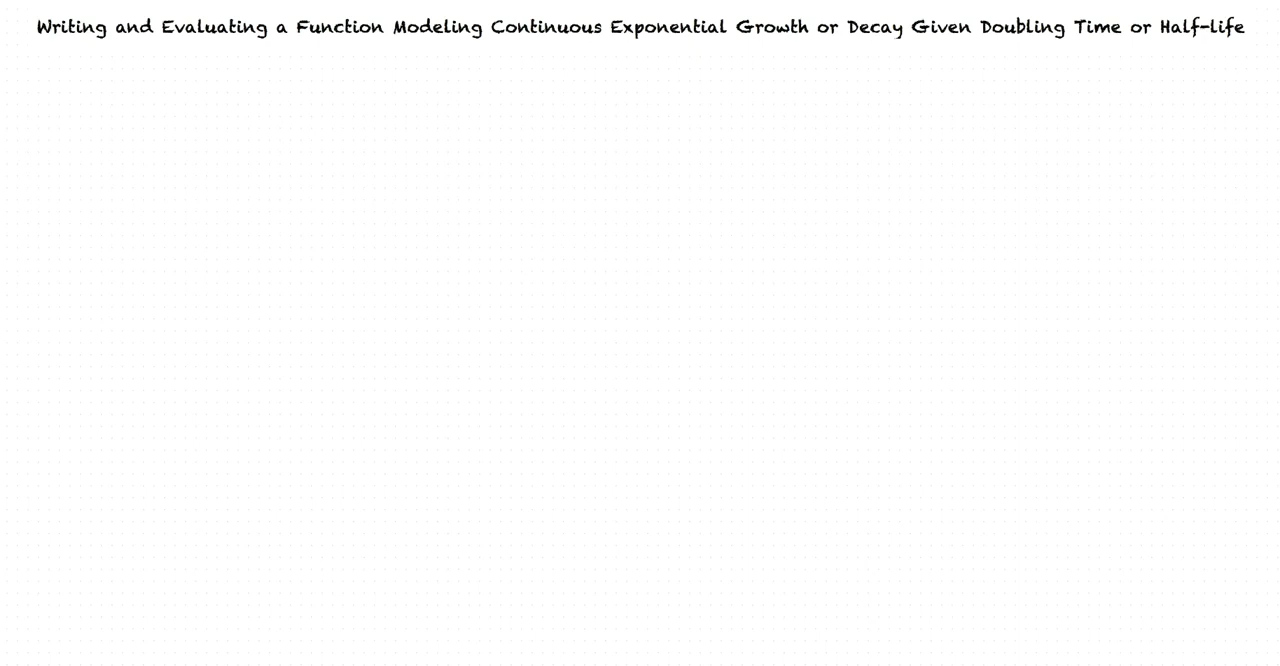 Writing and Evaluating a Function Modeling Continuous Exponential Growth or Decay Given Doubling Time or Half-life